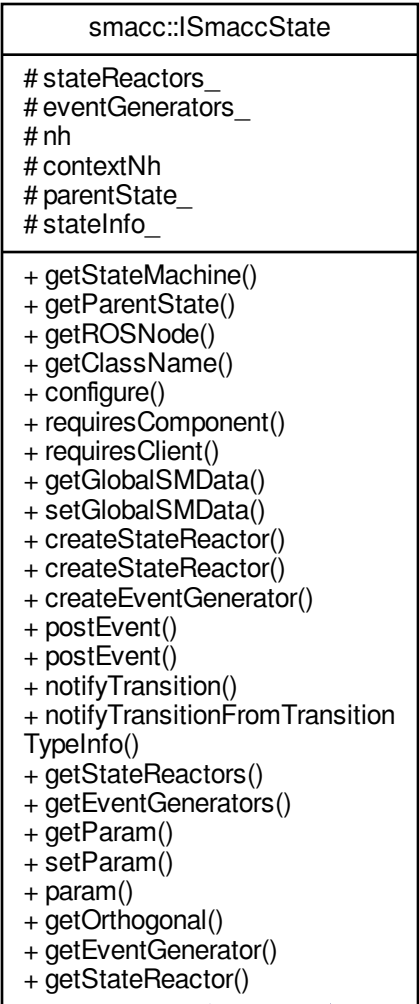 smacc::ISmaccState
# stateReactors_
# eventGenerators_
# nh
# contextNh
# parentState_
# stateInfo_
+ getStateMachine()
+ getParentState()
+ getROSNode()
+ getClassName()
+ configure()
+ requiresComponent()
+ requiresClient()
+ getGlobalSMData()
+ setGlobalSMData()
+ createStateReactor()
+ createStateReactor()
+ createEventGenerator()
+ postEvent()
+ postEvent()
+ notifyTransition()
+ notifyTransitionFromTransition
TypeInfo()
+ getStateReactors()
+ getEventGenerators()
+ getParam()
+ setParam()
+ param()
+ getOrthogonal()
+ getEventGenerator()
+ getStateReactor()